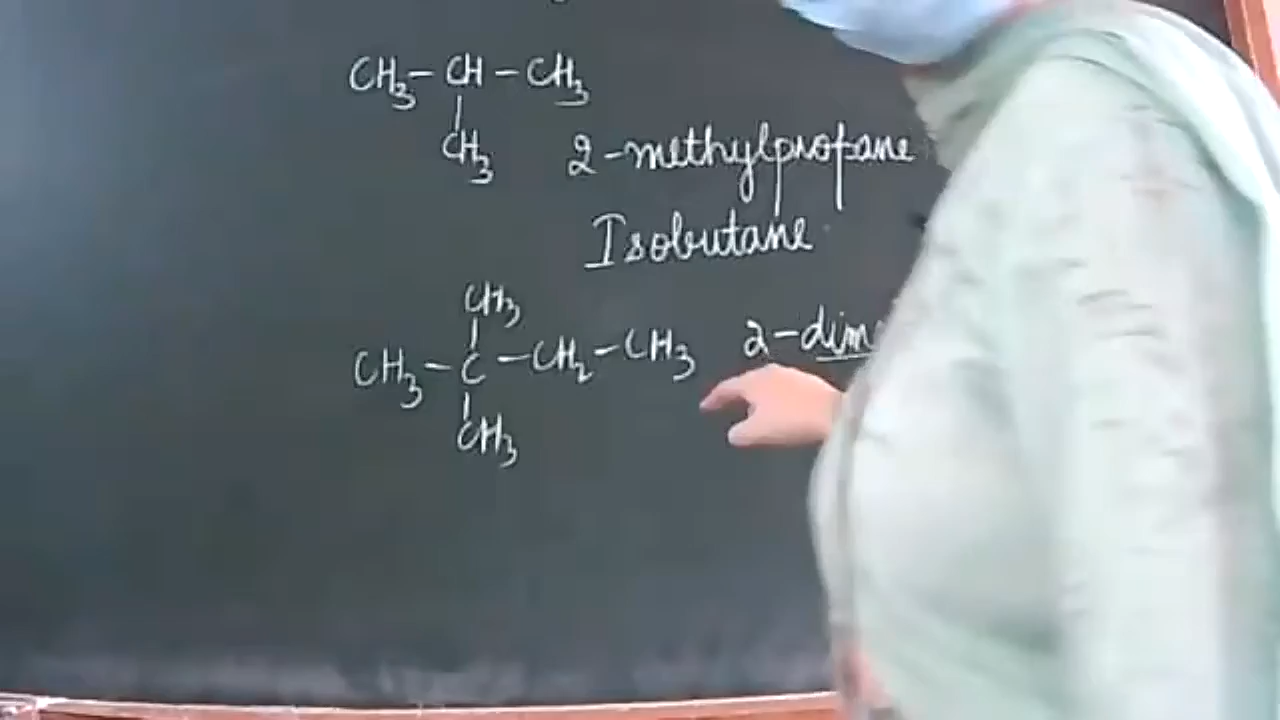 CH₃ – CH – CH₃
|
CH₃
2-methylpropane
Isobutane
CH₃
|
CH₃ – C – CH₂ – CH₃
|
CH₃
2-dim